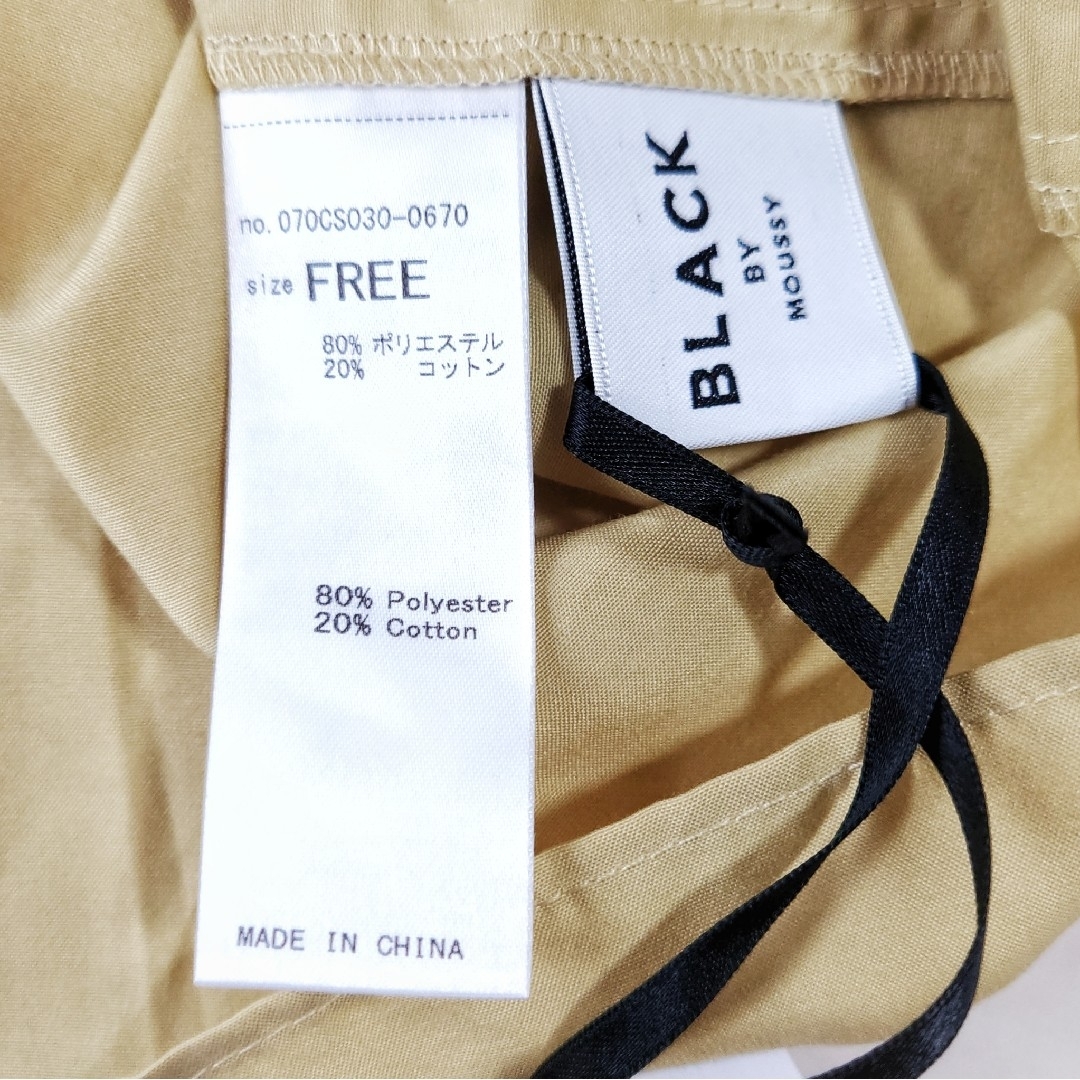 no. 070CS030-0670
size FREE
80% ポリエステル
20% コットン
80% Polyester
20% Cotton
MADE IN CHINA
BLACK
BY
MOUSSY